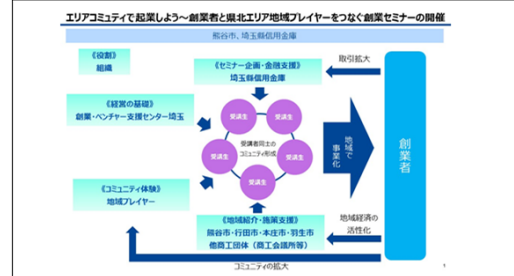 エリアコミュティで起業しよう～創業者と県北エリア地域プレイヤーをつなぐ創業セミナーの開催
熊谷市、埼玉縣信用金庫
《役割》
組織
《セミナー企画・金融支援》
埼玉縣信用金庫
取引拡大
《経営の基礎》
創業・ベンチャー支援センター埼玉
受講生
受講生
受講生
受講者同士の
コミュニティ形成
受講生
受講生
地域で
事業化
創業者
《コミュニティ体験》
地域プレイヤー
《地域紹介・施策支援》
熊谷市・行田市・本庄市・羽生市
他商工団体（商工会議所等）
地域経済の
活性化
コミュニティの拡大
1